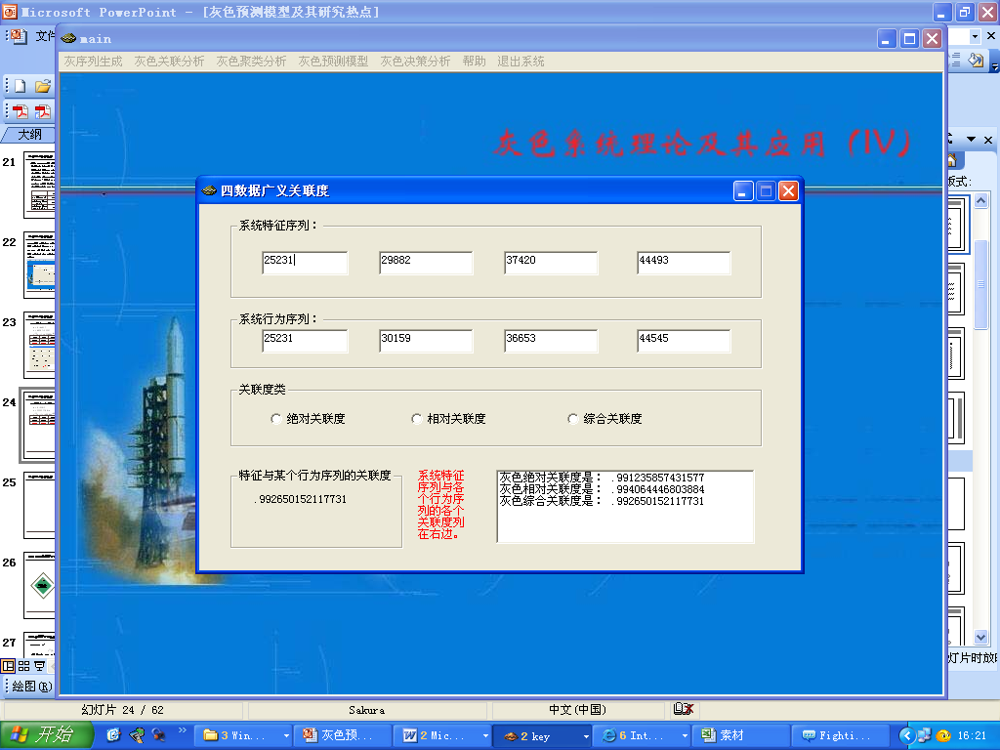 Microsoft PowerPoint - [灰色预测模型及其研究热点]
文件
main
灰序列生成 灰色关联分析 灰色聚类分析 灰色预测模型 灰色决策分析 帮助 退出系统
大纲
灰色系统理论及其应用 (IV)
版式:
四数据广义关联度
系统特征序列：
25231 29882 37420 44493
系统行为序列：
25231 30159 36653 44545
关联度类
绝对关联度 相对关联度 综合关联度
特征与某个行为序列的关联度
.992650152117731
系统特征
序列与各
个行为序
列的各个
关联度列
在右边。
灰色绝对关联度是： .991235857431577
灰色相对关联度是： .994064446803884
灰色综合关联度是： .992650152117731
21
22
23
24
25
26
27
灯片时放
绘图(R)
幻灯片 24 / 62 Sakura 中文(中国)
开始 3 Win... 灰色预... 2 Mic... 2 key 6 Int... 素材 Fighti... 16:21